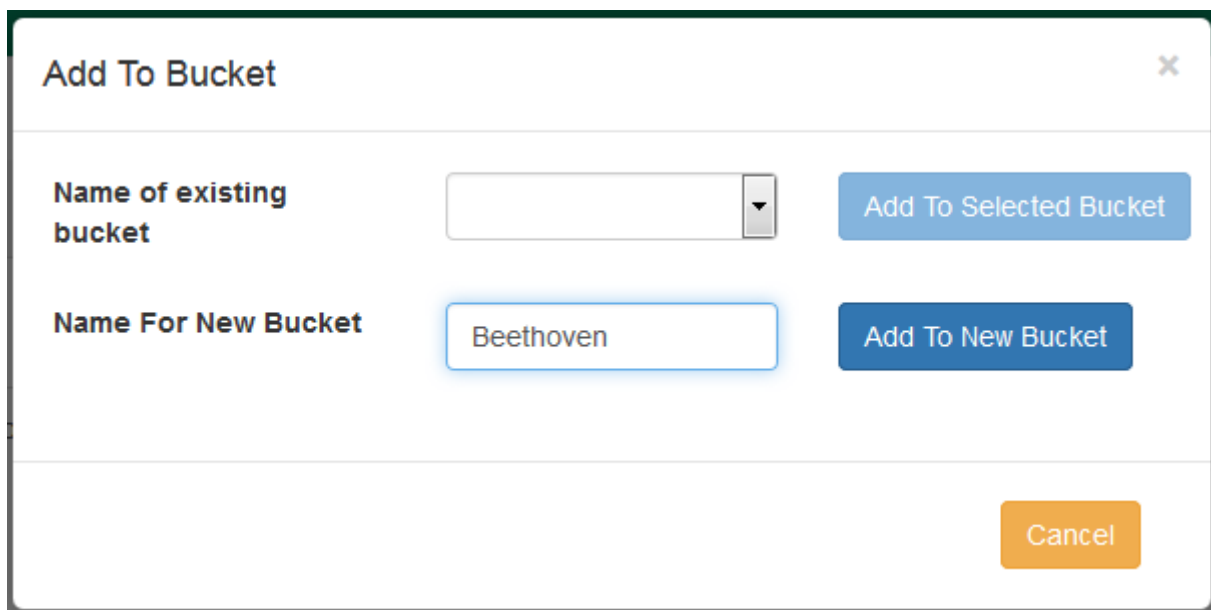 Add To Bucket ×
Name of existing
bucket
Add To Selected Bucket
Name For New Bucket Beethoven Add To New Bucket
Cancel